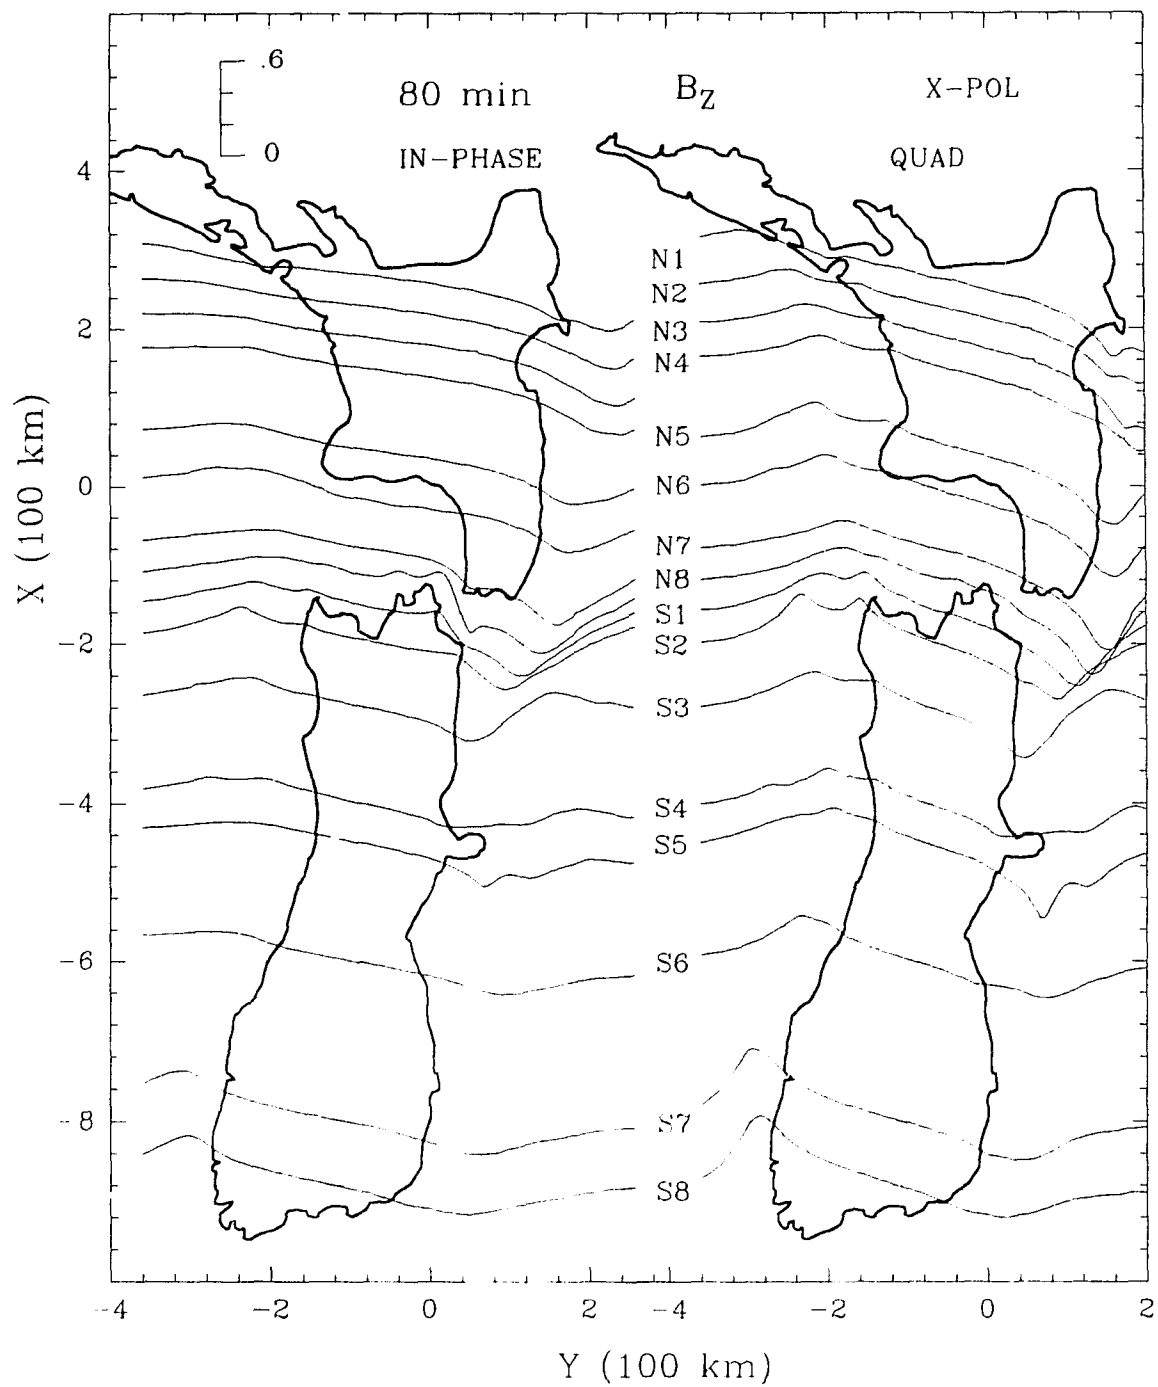 .6
80 min BZ X-POL
0
IN-PHASE QUAD
4
N1
N2
2
N3
N4
N5
0
N6
N7
N8
S1
-2
S2
S3
-4
S4
S5
-6
S6
-8
S7
S8
-4 -2 0 2 -4 -2 0 2
X (100 km)
Y (100 km)